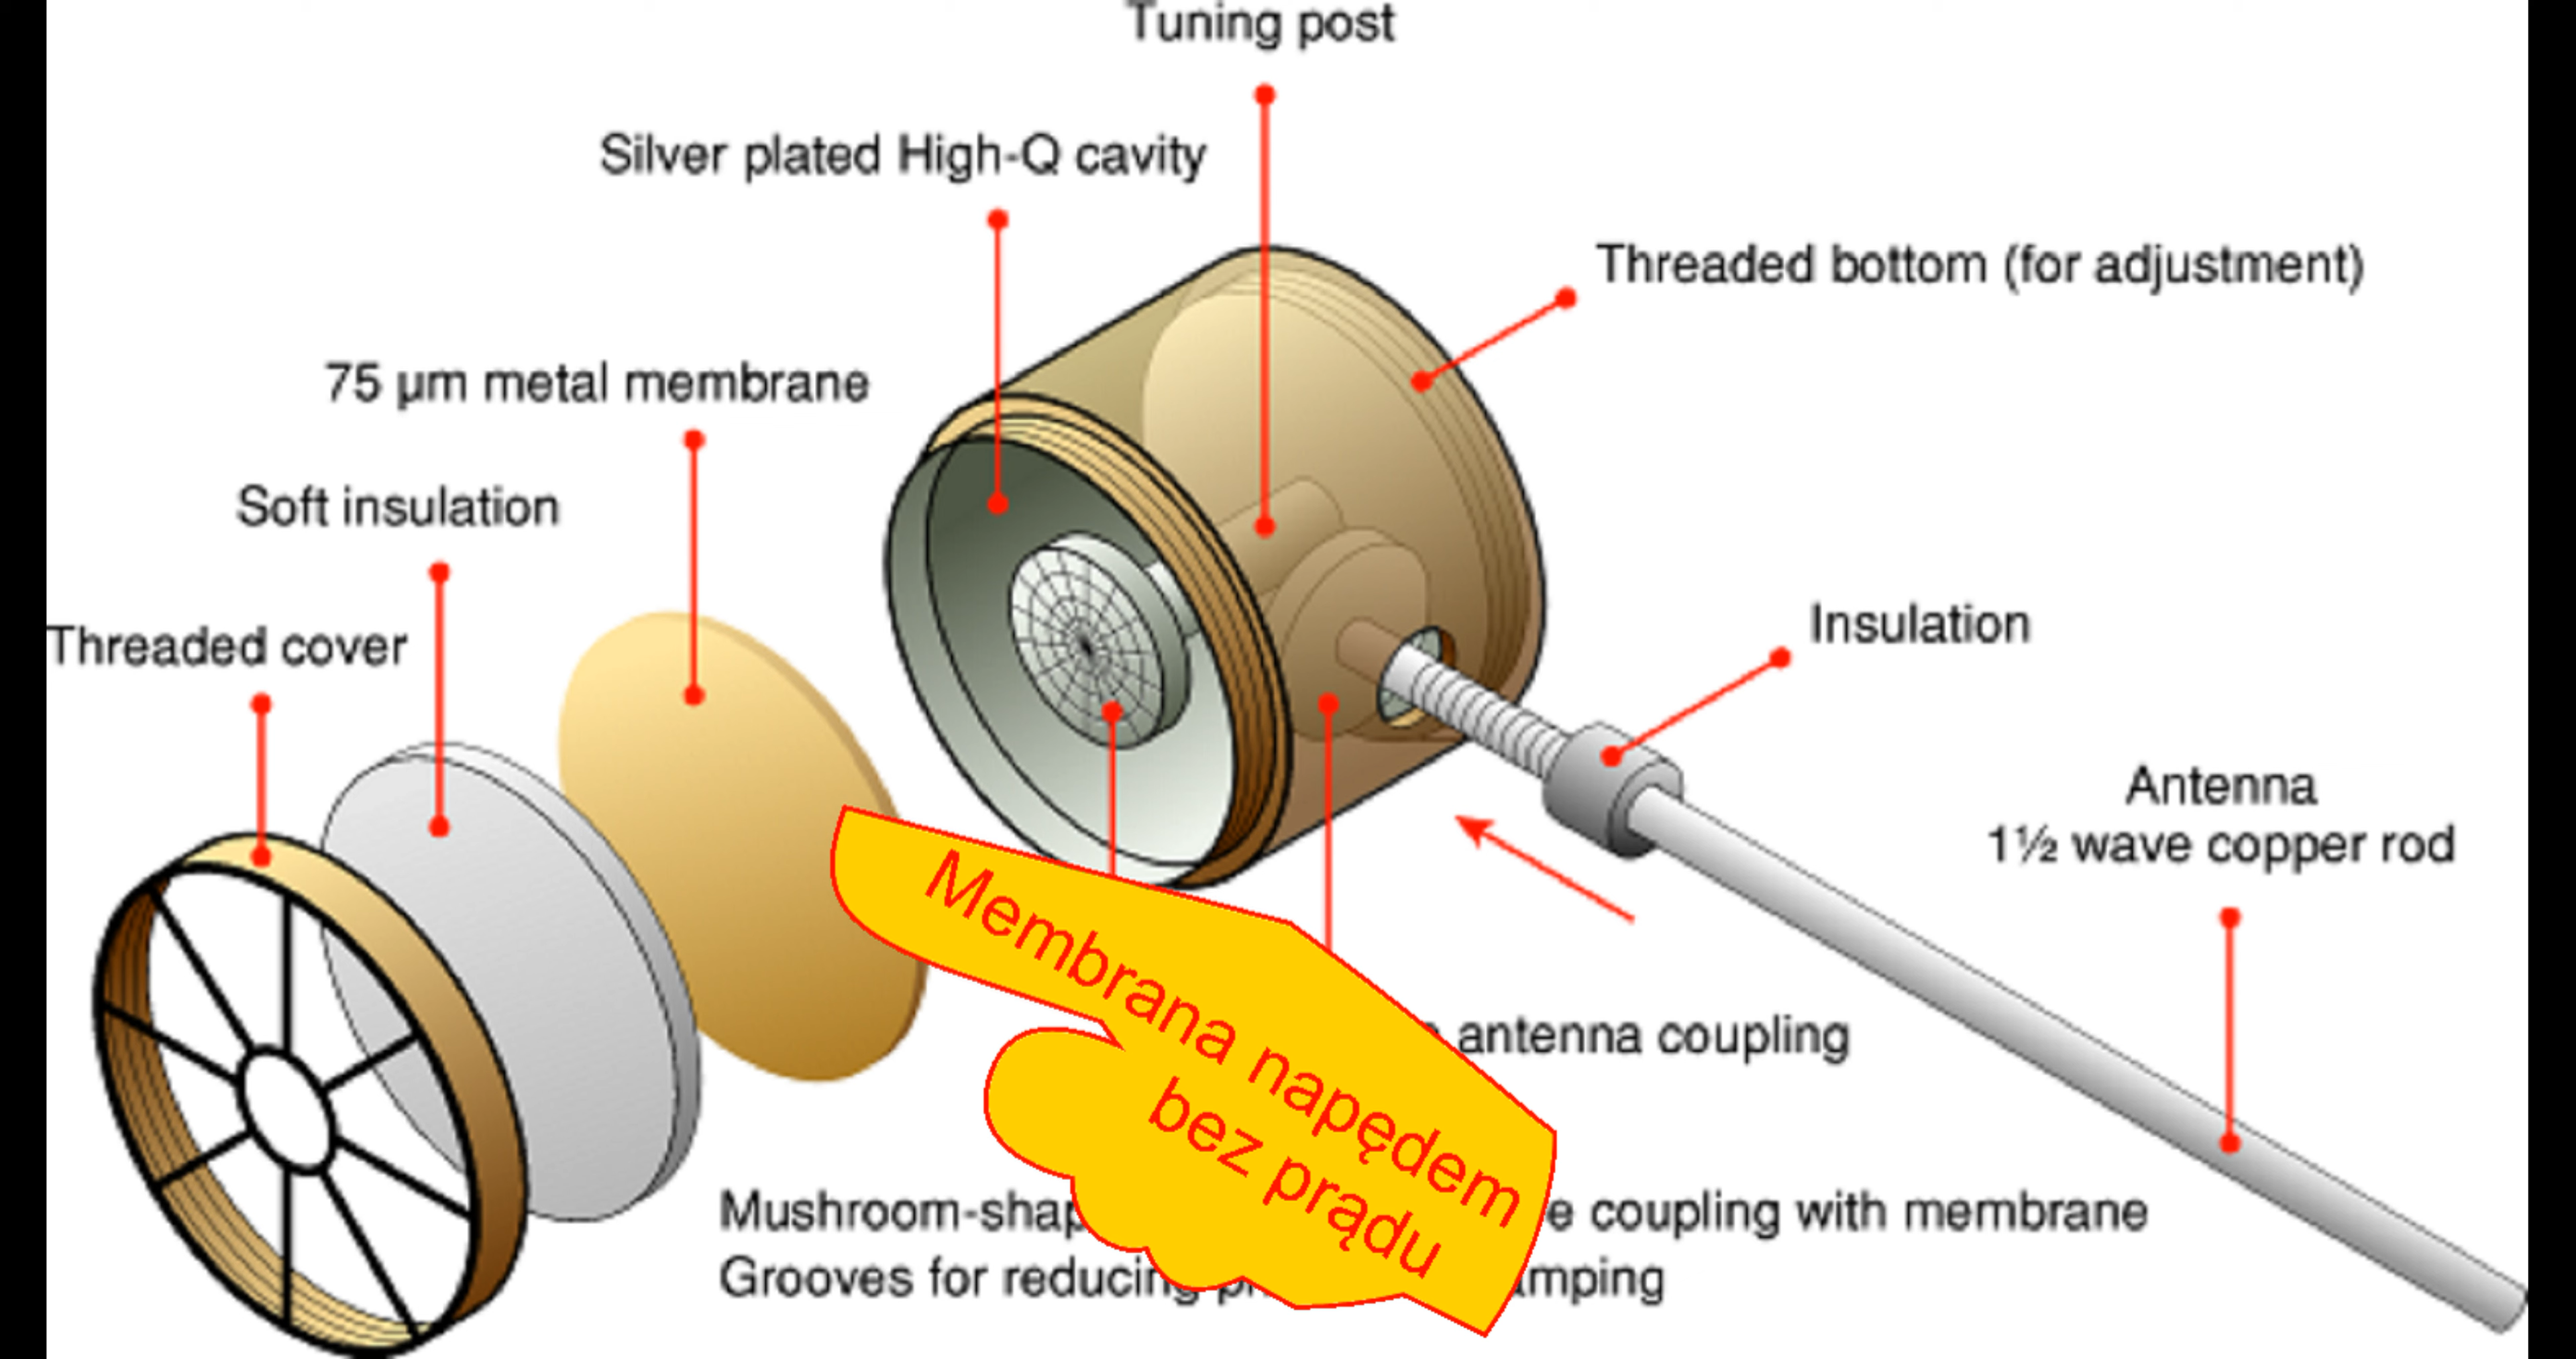 Tuning post
Silver plated High-Q cavity
Threaded bottom (for adjustment)
75 µm metal membrane
Soft insulation
Threaded cover
Insulation
Antenna
1½ wave copper rod
Membrana napędem
bez prądu
antenna coupling
Mushroom-shap coupling with membrane
Grooves for reducing